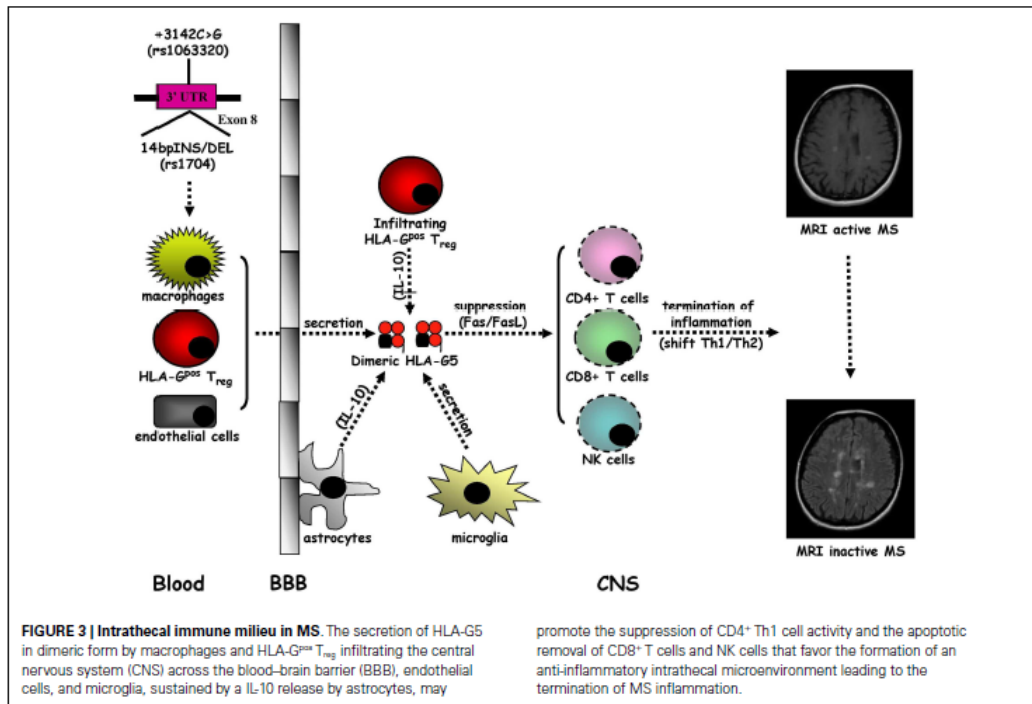 +3142C>G
(rs1063320)
3' UTR
Exon 8
14bpINS/DEL
(rs1704)
macrophages
HLA-Gpos Treg
endothelial cells
secretion
Infiltrating
HLA-Gpos Treg
(IL-10)
Dimeric HLA-G5
(IL-10)
secretion
astrocytes
microglia
suppression
(Fas/FasL)
CD4+ T cells
CD8+ T cells
NK cells
termination of
inflammation
(shift Th1/Th2)
MRI active MS
MRI inactive MS
Blood
BBB
CNS
FIGURE 3 | Intrathecal immune milieu in MS. The secretion of HLA-G5
in dimeric form by macrophages and HLA-Gpos Treg infiltrating the central
nervous system (CNS) across the blood–brain barrier (BBB), endothelial
cells, and microglia, sustained by a IL-10 release by astrocytes, may
promote the suppression of CD4+ Th1 cell activity and the apoptotic
removal of CD8+ T cells and NK cells that favor the formation of an
anti-inflammatory intrathecal microenvironment leading to the
termination of MS inflammation.